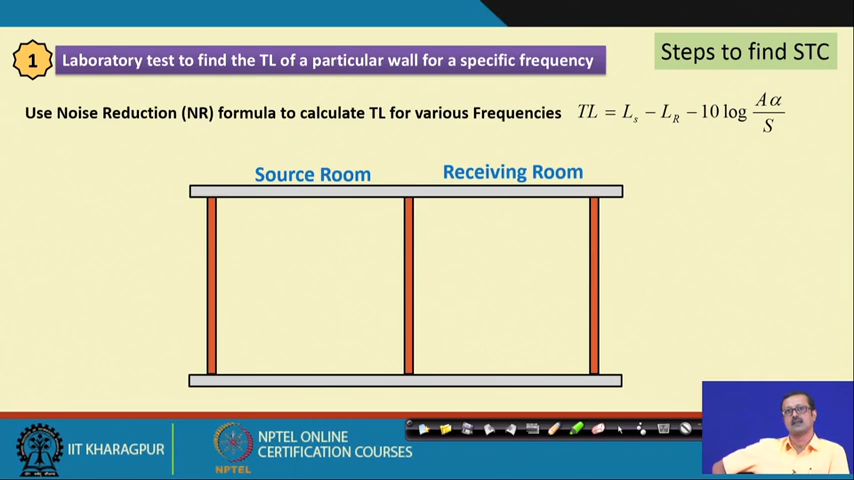 1
Laboratory test to find the TL of a particular wall for a specific frequency
Steps to find STC
Use Noise Reduction (NR) formula to calculate TL for various Frequencies TL = L_s − L_R − 10 log Aα/S
Source Room
Receiving Room
IIT KHARAGPUR
NPTEL
NPTEL ONLINE
CERTIFICATION COURSES